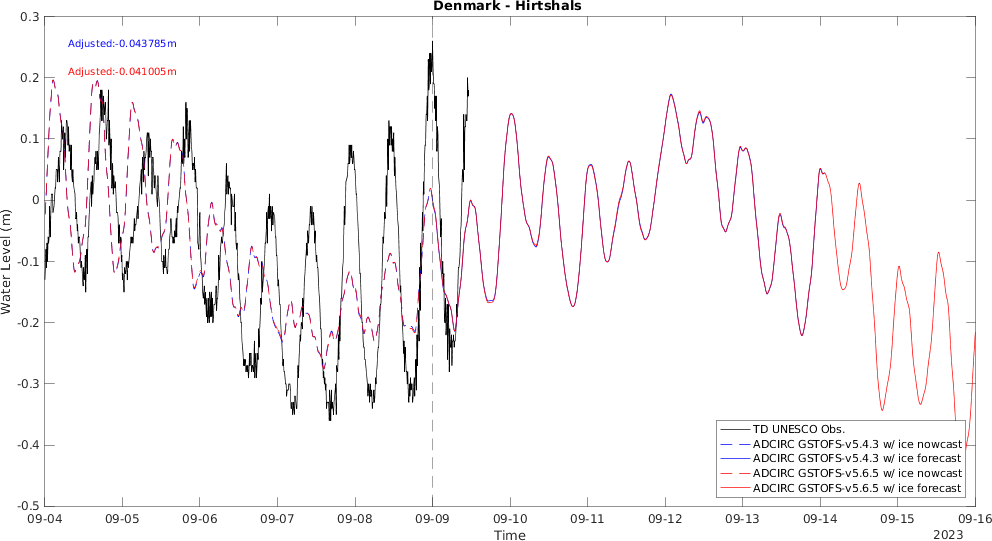 Denmark - Hirtshals
Adjusted:-0.043785m
Adjusted:-0.041005m
Water Level (m)
0.3
0.2
0.1
0
-0.1
-0.2
-0.3
-0.4
-0.5
TD UNESCO Obs.
ADCIRC GSTOFS-v5.4.3 w/ ice nowcast
ADCIRC GSTOFS-v5.4.3 w/ ice forecast
ADCIRC GSTOFS-v5.6.5 w/ ice nowcast
ADCIRC GSTOFS-v5.6.5 w/ ice forecast
09-04 09-05 09-06 09-07 09-08 09-09 09-10 09-11 09-12 09-13 09-14 09-15 09-16
Time
2023